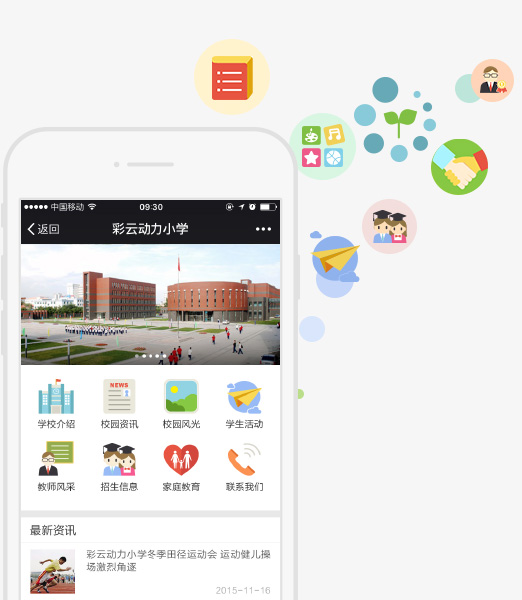 中国移动 09:30
返回 彩云动力小学
NEWS
学校介绍 校园资讯 校园风光 学生活动
教师风采 招生信息 家庭教育 联系我们
最新资讯
彩云动力小学冬季田径运动会 运动健儿操
场激烈角逐
2015-11-16